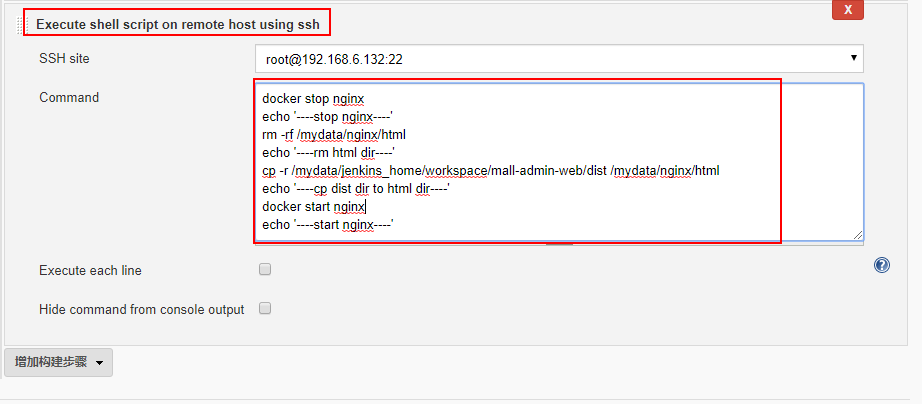 X
Execute shell script on remote host using ssh
SSH site
root@192.168.6.132:22
Command
docker stop nginx
echo '----stop nginx----'
rm -rf /mydata/nginx/html
echo '----rm html dir----'
cp -r /mydata/jenkins_home/workspace/mall-admin-web/dist /mydata/nginx/html
echo '----cp dist dir to html dir----'
docker start nginx
echo '----start nginx----'
Execute each line
?
Hide command from console output
增加构建步骤